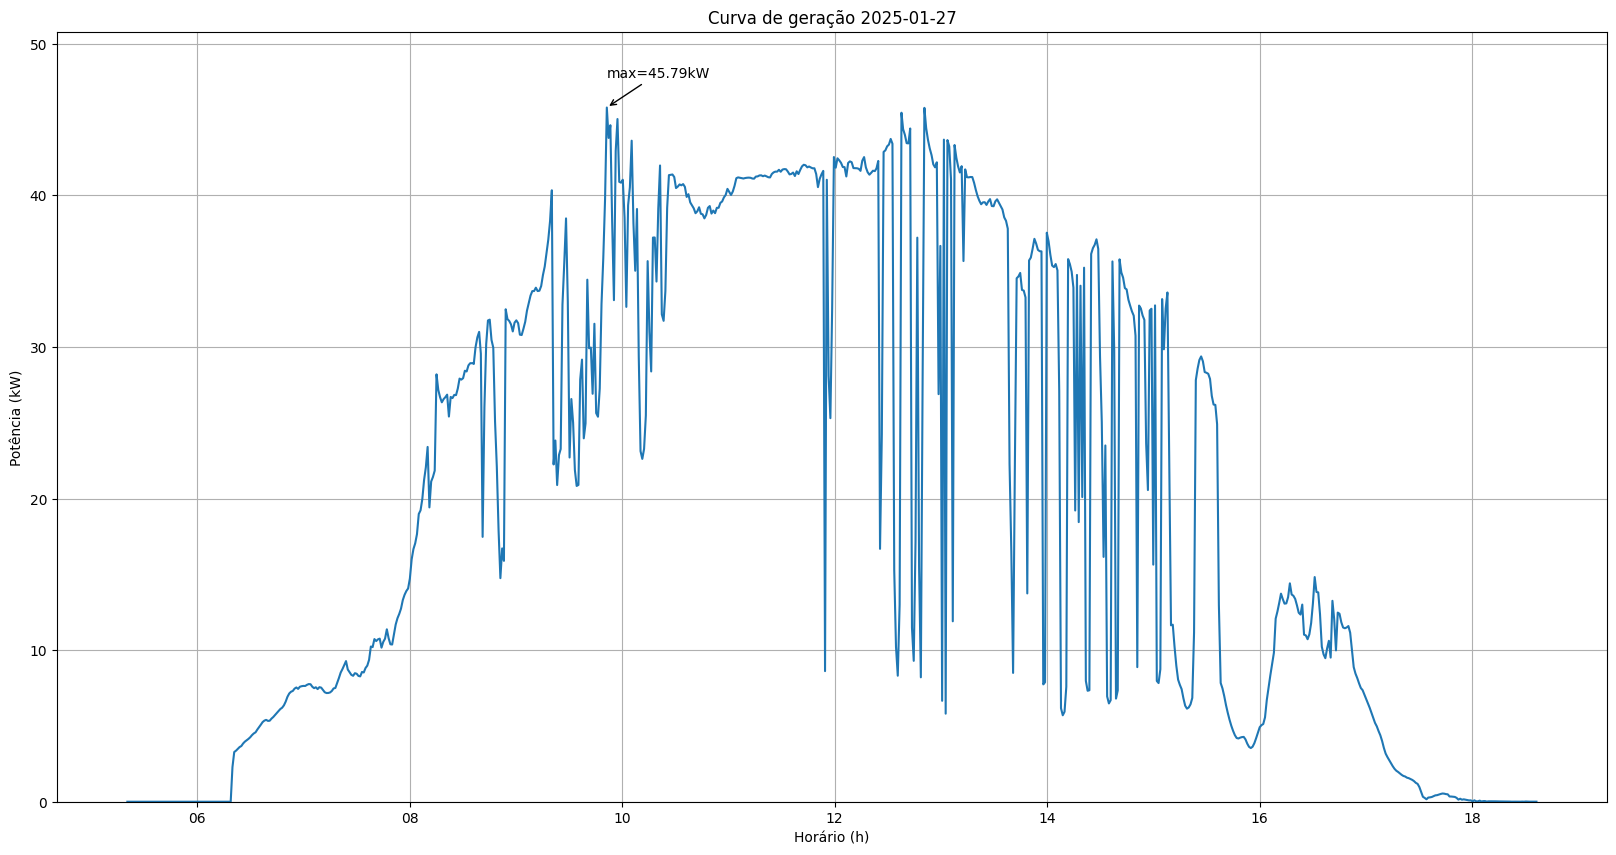 Curva de geração 2025-01-27
max=45.79kW
Potência (kW)
50
40
30
20
10
0
06 08 10 12 14 16 18
Horário (h)